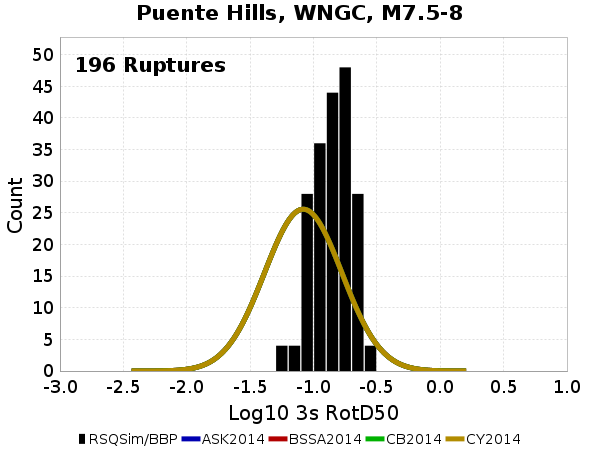 Puente Hills, WNGC, M7.5-8
196 Ruptures
Count
50
45
40
35
30
25
20
15
10
5
0
-3.0 -2.5 -2.0 -1.5 -1.0 -0.5 0.0 0.5 1.0
Log10 3s RotD50
RSQSim/BBP ASK2014 BSSA2014 CB2014 CY2014